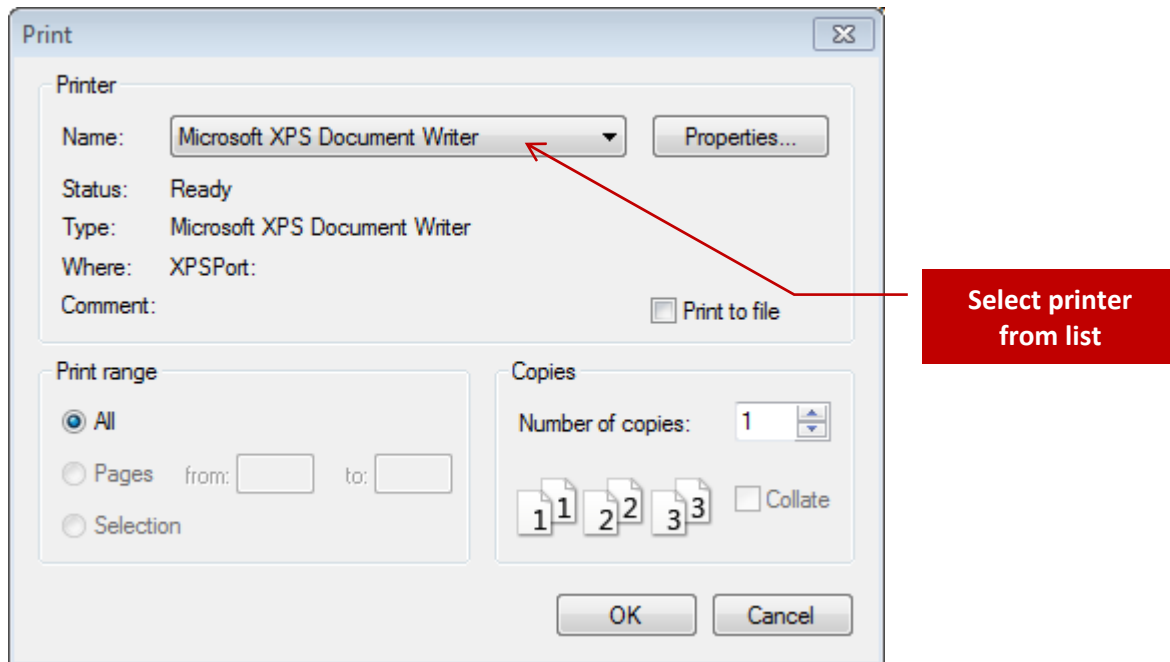 Print
Printer
Name: Microsoft XPS Document Writer Properties...
Status: Ready
Type: Microsoft XPS Document Writer
Where: XPSPort:
Comment: Print to file
Select printer
from list
Print range
All
Pages from: to:
Selection
Copies
Number of copies: 1
1 1 2 2 3 3 Collate
OK Cancel